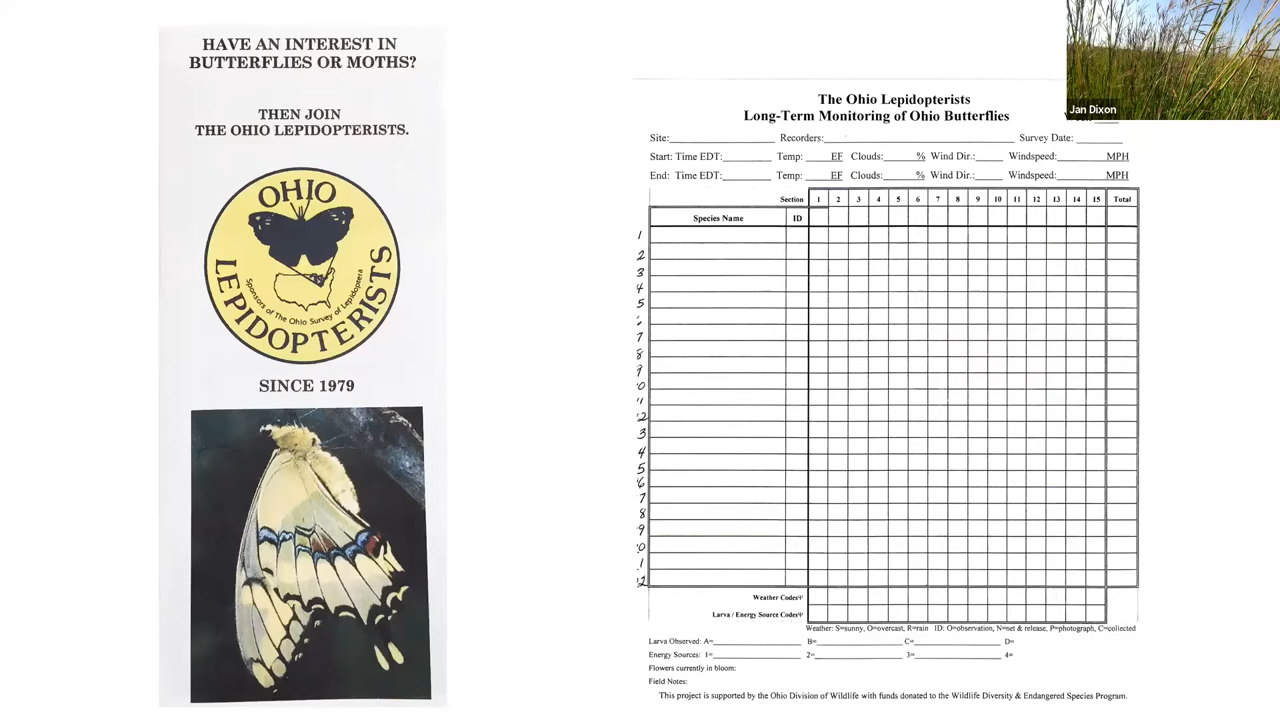 HAVE AN INTEREST IN
BUTTERFLIES OR MOTHS?
THEN JOIN
THE OHIO LEPIDOPTERISTS.
OHIO
LEPIDOPTERISTS
Sponsors of The Ohio Survey of Lepidoptera
SINCE 1979
Jan Dixon
The Ohio Lepidopterists
Long-Term Monitoring of Ohio Butterflies
Site: Recorders: Survey Date:
Start: Time EDT: Temp: EF Clouds: % Wind Dir.: Windspeed: MPH
End: Time EDT: Temp: EF Clouds: % Wind Dir.: Windspeed: MPH
Section 1 2 3 4 5 6 7 8 9 10 11 12 13 14 15 Total
Species Name ID
1
2
3
4
5
6
7
8
9
0
1
2
3
4
5
6
7
8
9
0
1
2
Weather Codes
Larva / Energy Source Codes
Weather: S=sunny, O=overcast, R=rain ID: O=observation, N=net & release, P=photograph, C=collected
Larva Observed: A= B= C= D=
Energy Sources: 1= 2= 3= 4=
Flowers currently in bloom:
Field Notes:
This project is supported by the Ohio Division of Wildlife with funds donated to the Wildlife Diversity & Endangered Species Program.